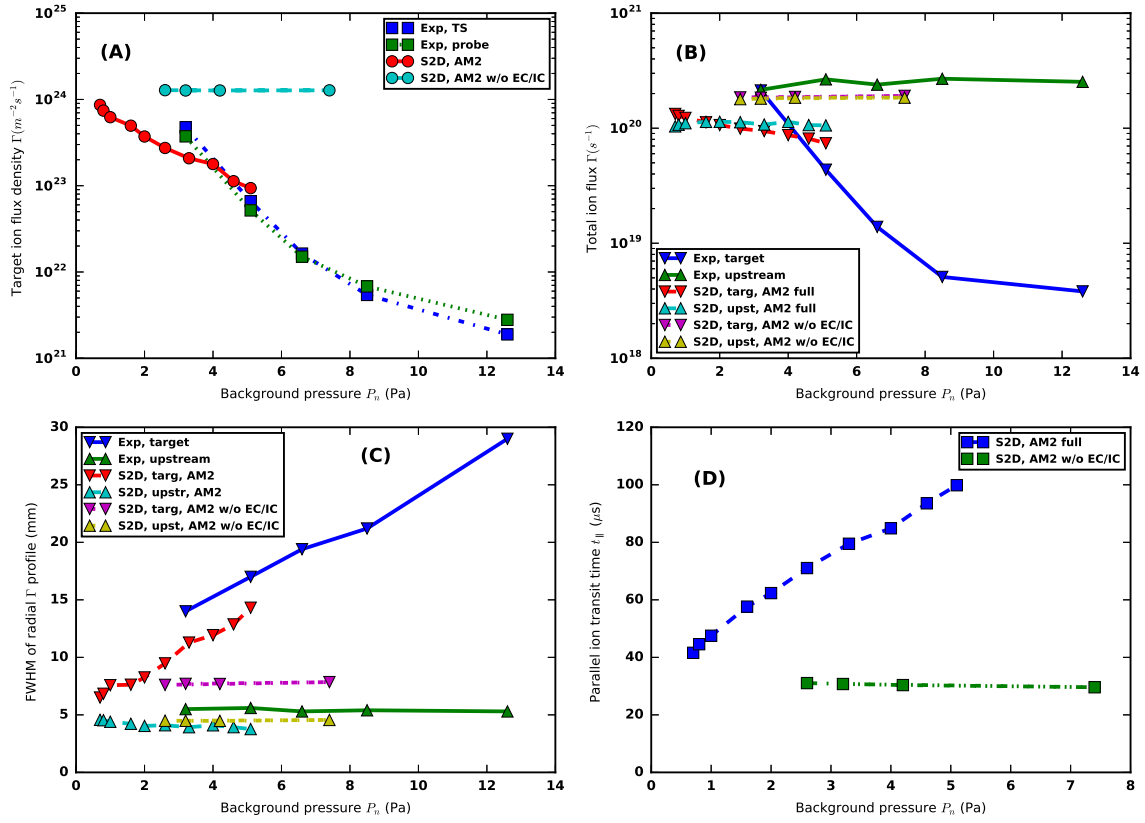 10^25
10^24
10^23
10^22
10^21
Target ion flux density Γ(m^−2 s^−1)
(A)
Exp, TS
Exp, probe
S2D, AM2
S2D, AM2 w/o EC/IC
0 2 4 6 8 10 12 14
Background pressure P_n (Pa)
10^21
10^20
10^19
10^18
Total ion flux Γ(s^−1)
(B)
Exp, target
Exp, upstream
S2D, targ, AM2 full
S2D, upst, AM2 full
S2D, targ, AM2 w/o EC/IC
S2D, upst, AM2 w/o EC/IC
0 2 4 6 8 10 12 14
Background pressure P_n (Pa)
30
25
20
15
10
5
0
FWHM of radial Γ profile (mm)
Exp, target
Exp, upstream
S2D, targ, AM2
S2D, upstr, AM2
S2D, targ, AM2 w/o EC/IC
S2D, upst, AM2 w/o EC/IC
(C)
0 2 4 6 8 10 12 14
Background pressure P_n (Pa)
120
100
80
60
40
20
0
Parallel ion transit time t_∥ (μs)
(D)
S2D, AM2 full
S2D, AM2 w/o EC/IC
0 1 2 3 4 5 6 7 8
Background pressure P_n (Pa)